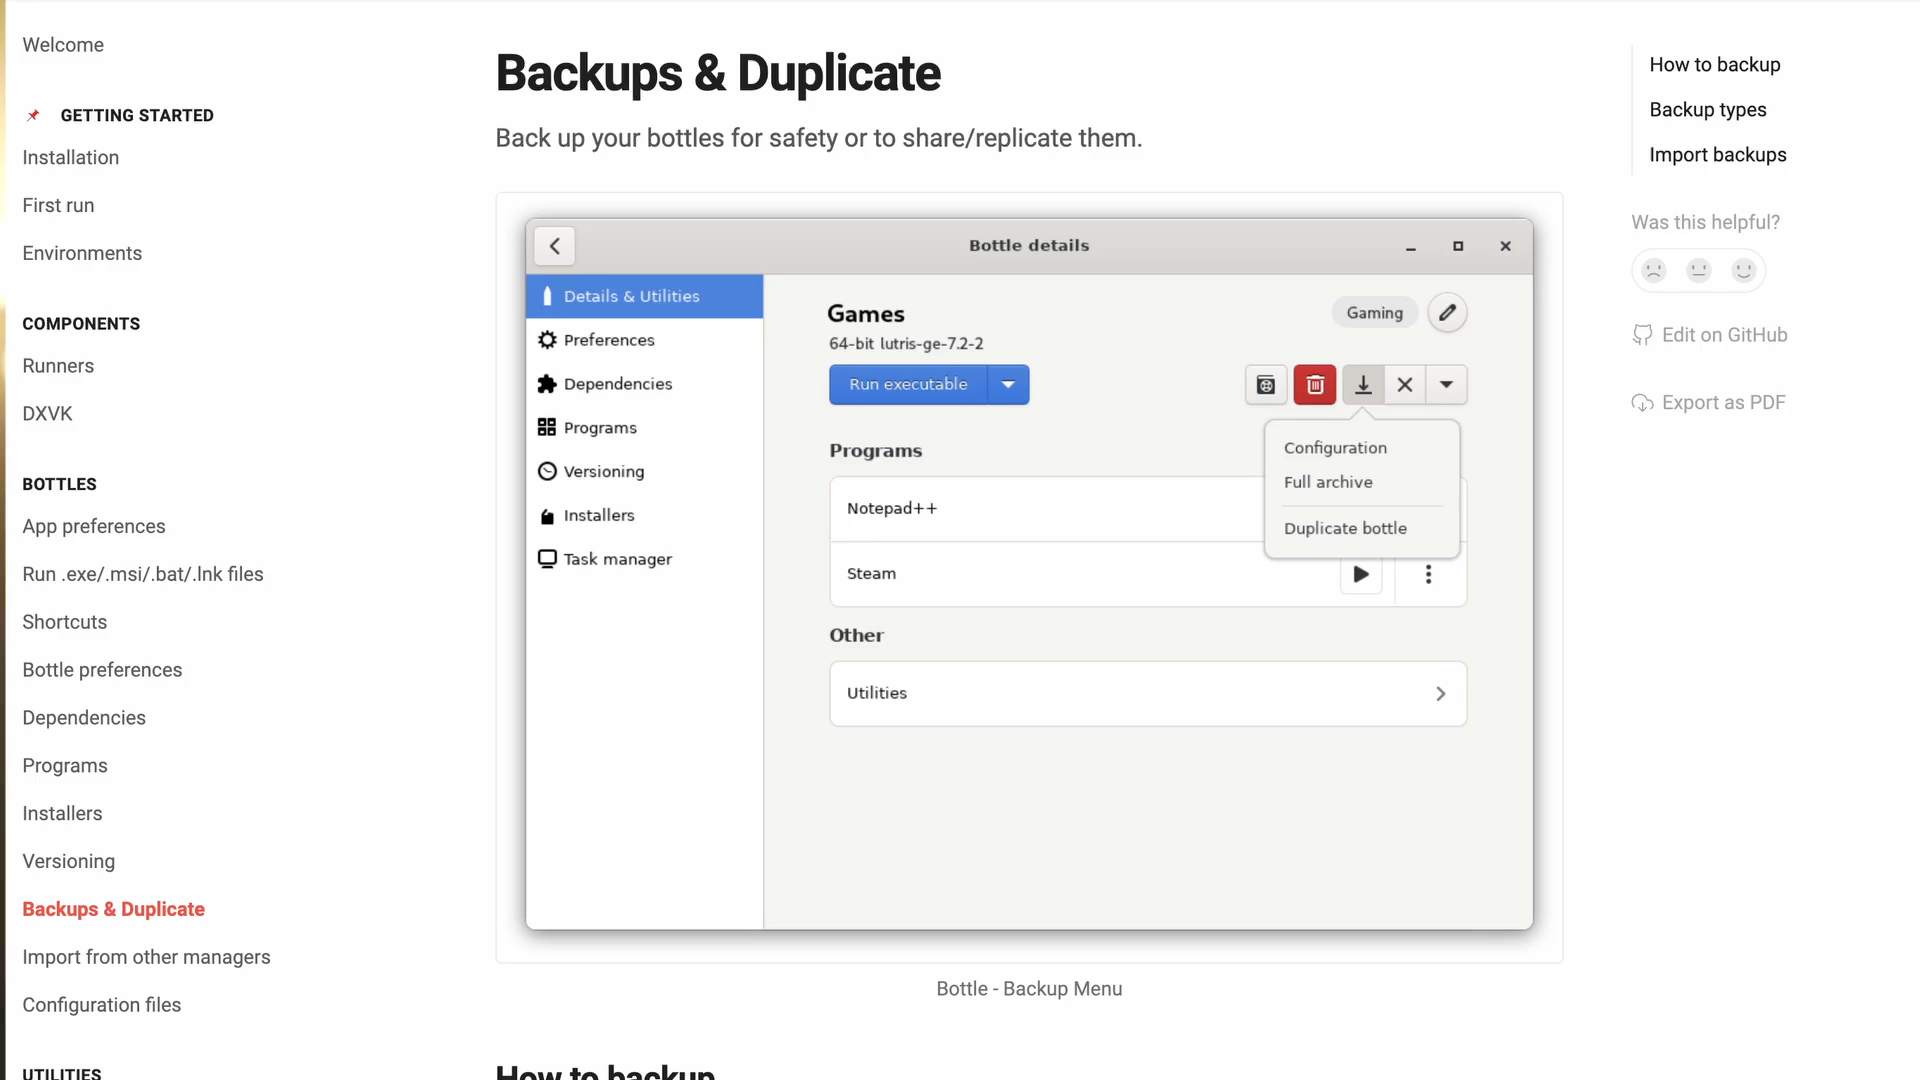 Welcome
GETTING STARTED
Installation
First run
Environments
COMPONENTS
Runners
DXVK
BOTTLES
App preferences
Run .exe/.msi/.bat/.lnk files
Shortcuts
Bottle preferences
Dependencies
Programs
Installers
Versioning
Backups & Duplicate
Import from other managers
Configuration files
UTILITIES
Backups & Duplicate
Back up your bottles for safety or to share/replicate them.
Bottle details
Details & Utilities
Preferences
Dependencies
Programs
Versioning
Installers
Task manager
Games
Gaming
64-bit lutris-ge-7.2-2
Run executable
Configuration
Full archive
Duplicate bottle
Programs
Notepad++
Steam
Other
Utilities
Bottle - Backup Menu
How to backup
How to backup
Backup types
Import backups
Was this helpful?
Edit on GitHub
Export as PDF